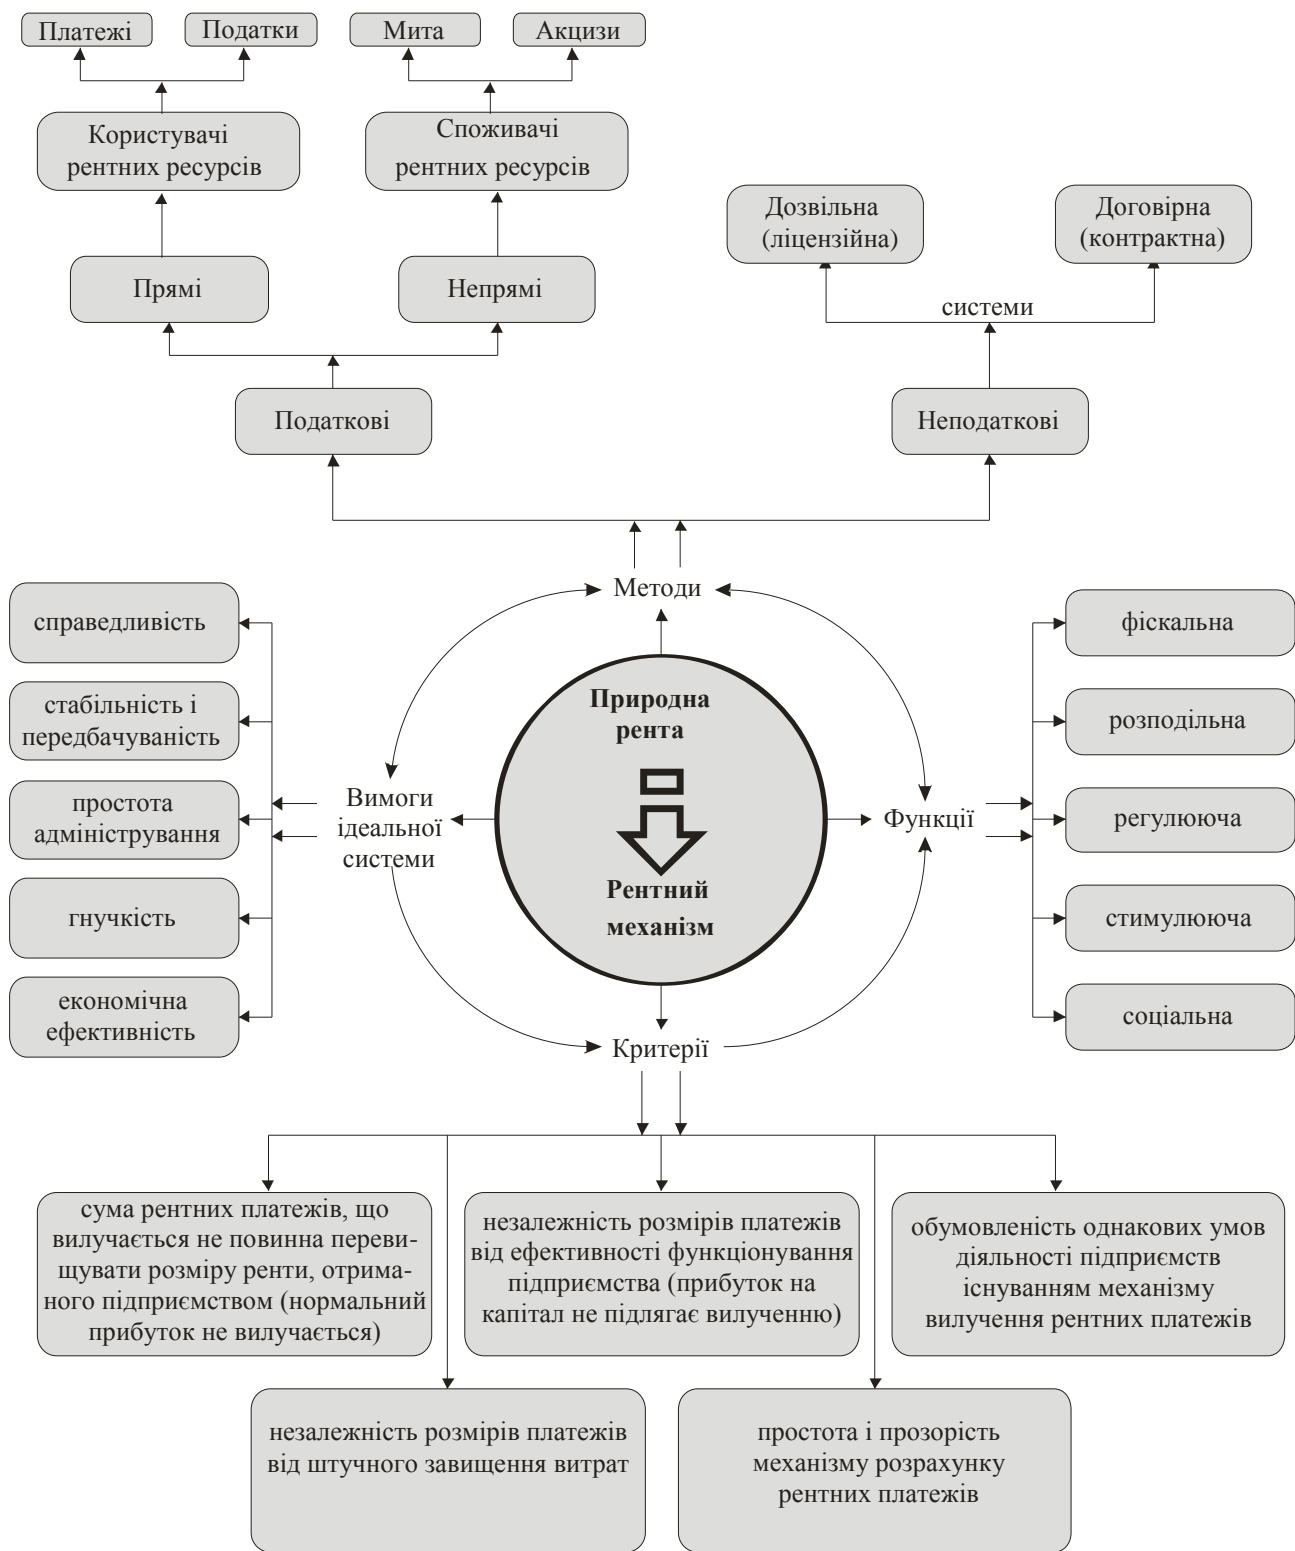 Платежі
Податки
Мита
Акцизи
Користувачі
рентних ресурсів
Споживачі
рентних ресурсів
Дозвільна
(ліцензійна)
Договірна
(контрактна)
Прямі
Непрямі
системи
Податкові
Неподаткові
Методи
справедливість
стабільність і
передбачуваність
простота
адміністрування
гнучкість
економічна
ефективність
Вимоги
ідеальної
системи
Природна
рента
Рентний
механізм
Функції
фіскальна
розподільна
регулююча
стимулююча
соціальна
Критерії
сума рентних платежів, що
вилучається не повинна переви-
щувати розміру ренти, отрима-
ного підприємством (нормальний
прибуток не вилучається)
незалежність розмірів платежів
від ефективності функціонування
підприємства (прибуток на
капітал не підлягає вилученню)
обумовленість однакових умов
діяльності підприємств
існуванням механізму
вилучення рентних платежів
незалежність розмірів платежів
від штучного завищення витрат
простота і прозорість
механізму розрахунку
рентних платежів